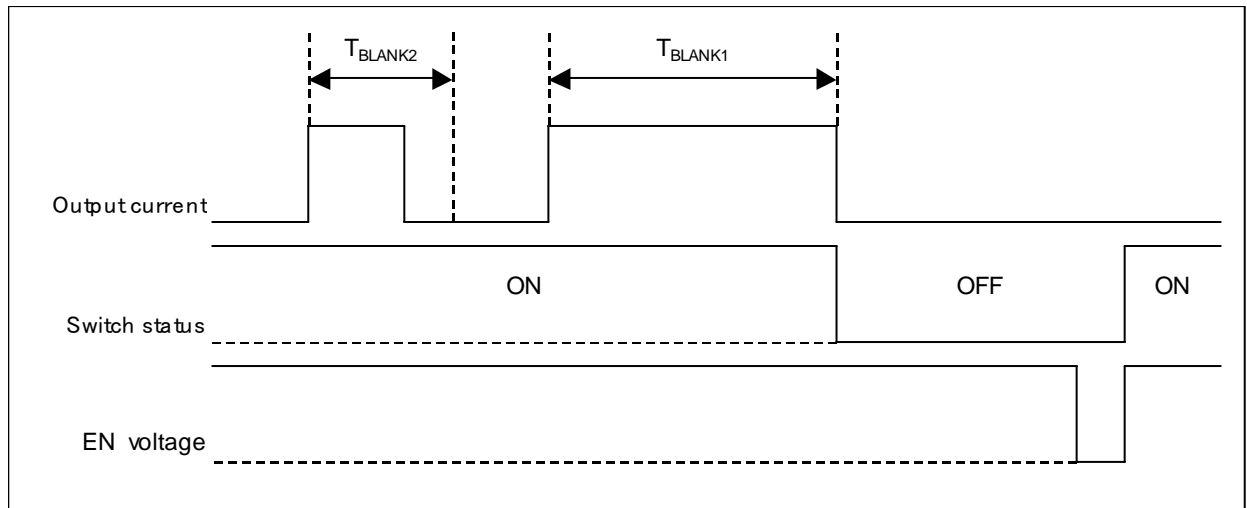 TBLANK2
TBLANK1
Output current
ON
OFF
ON
Switch status
EN voltage